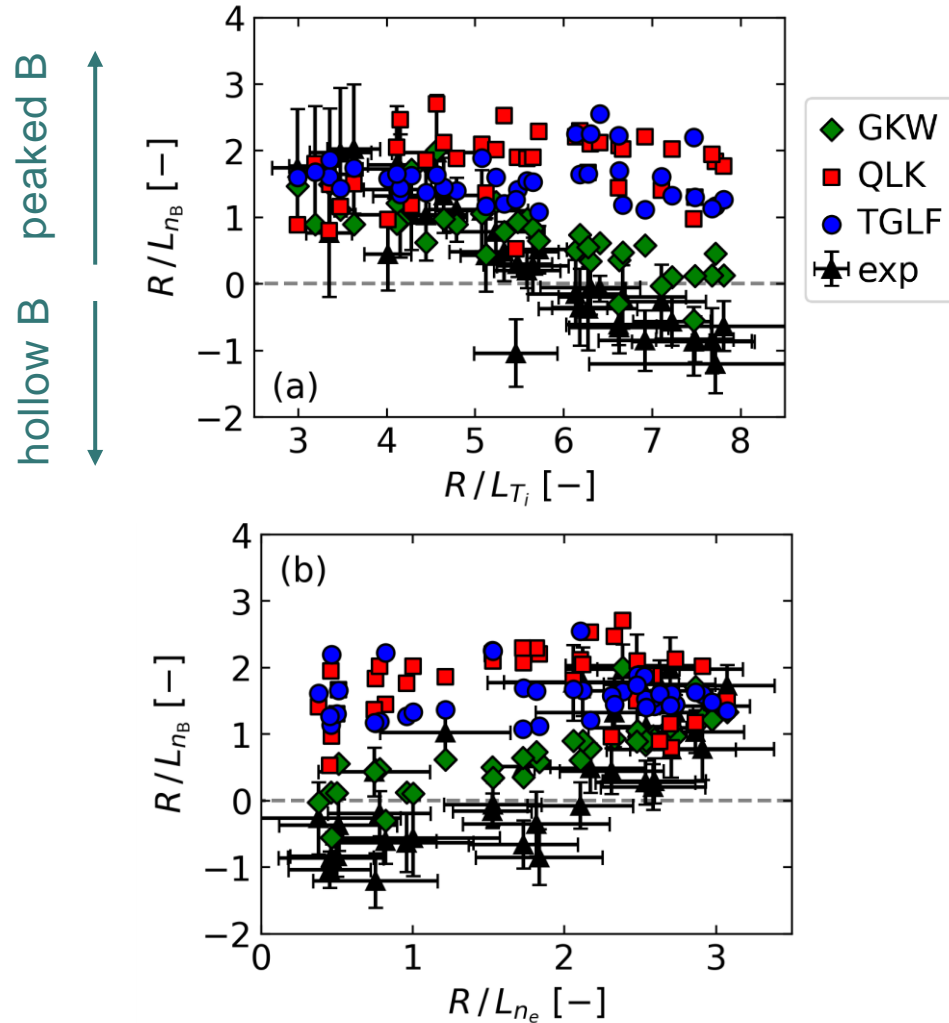 peaked B
hollow B
4
3
2
1
0
−1
−2
R/L_{n_B} [−]
(a)
3 4 5 6 7 8
R/L_{T_i} [−]
GKW
QLK
TGLF
exp
4
3
2
1
0
−1
−2
R/L_{n_B} [−]
(b)
0 1 2 3
R/L_{n_e} [−]